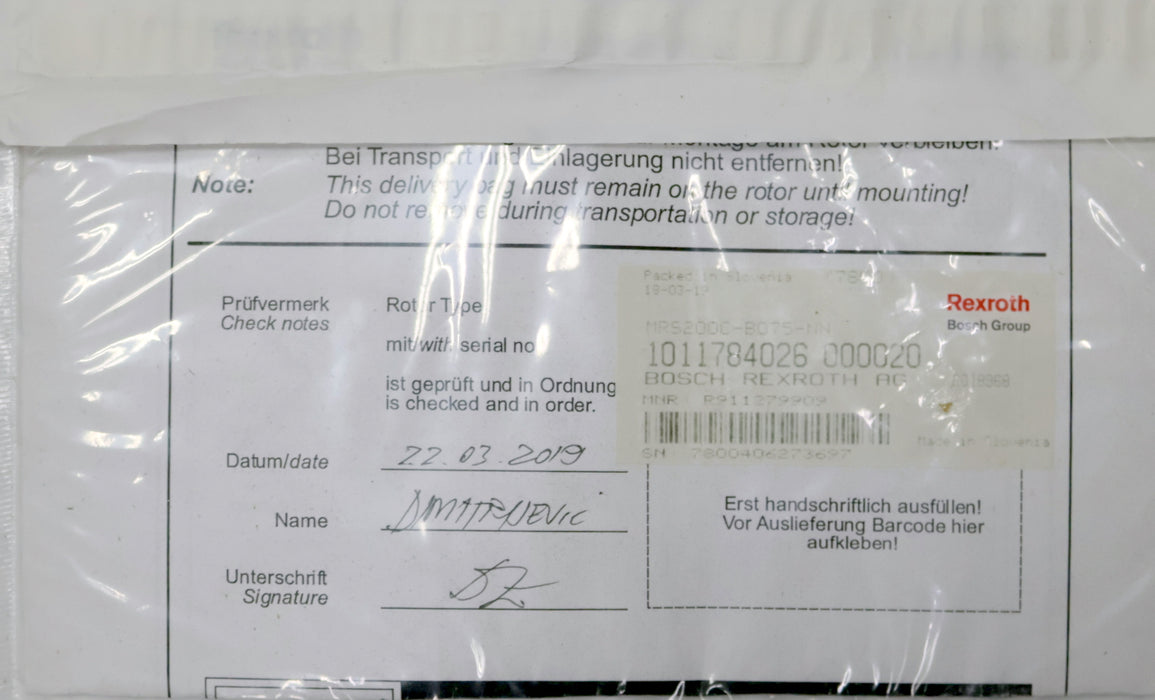 Montage am Rotor verbleiben!
Bei Transport und Einlagerung nicht entfernen!
Note: This delivery bag must remain on the rotor until mounting!
Do not remove during transportation or storage!
Prüfvermerk
Check notes
Rotor Type
mit/with serial no
ist geprüft und in Ordnung
is checked and in order.
Datum/date 22.03.2019
Name
Unterschrift
Signature
Packed in Slovenia
18-03-19
Rexroth
Bosch Group
MRS200C-B075-NN
1011784026 000020
BOSCH REXROTH AG
MNR: R911279909
Made in Slovenia
SN: 7800406273697
Erst handschriftlich ausfüllen!
Vor Auslieferung Barcode hier
aufkleben!